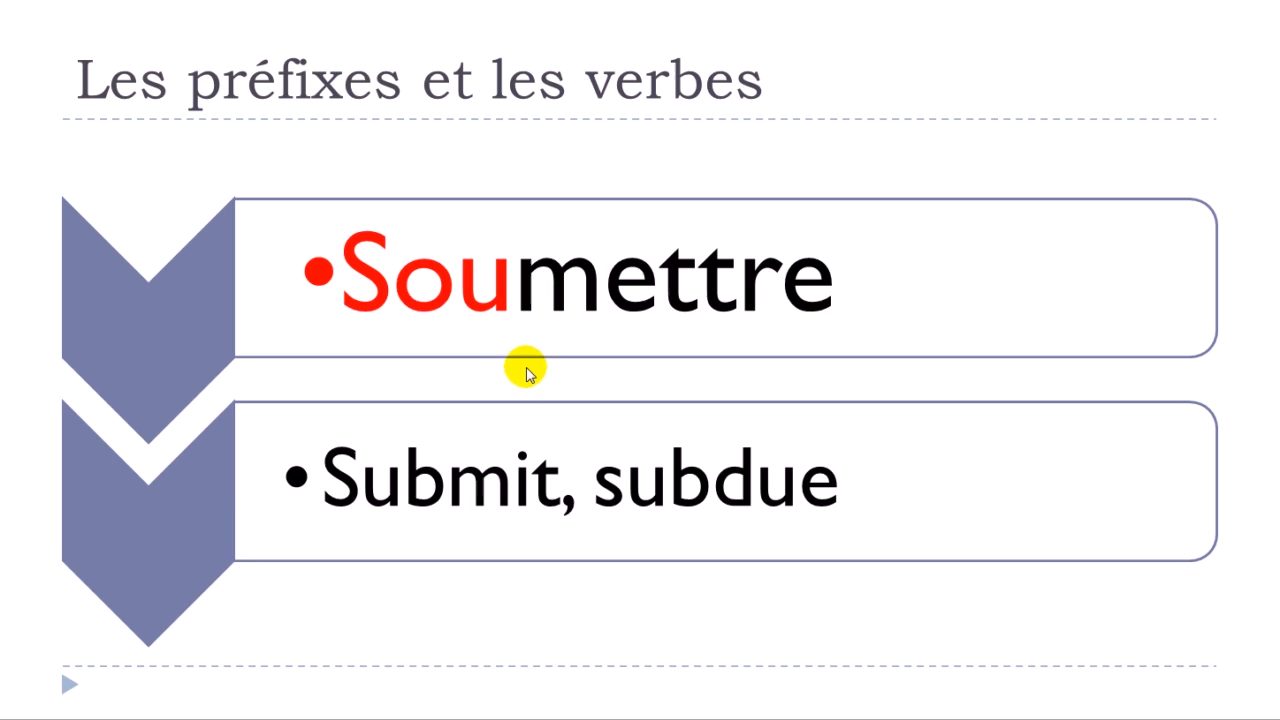 Les préfixes et les verbes
•Soumettre
•Submit, subdue